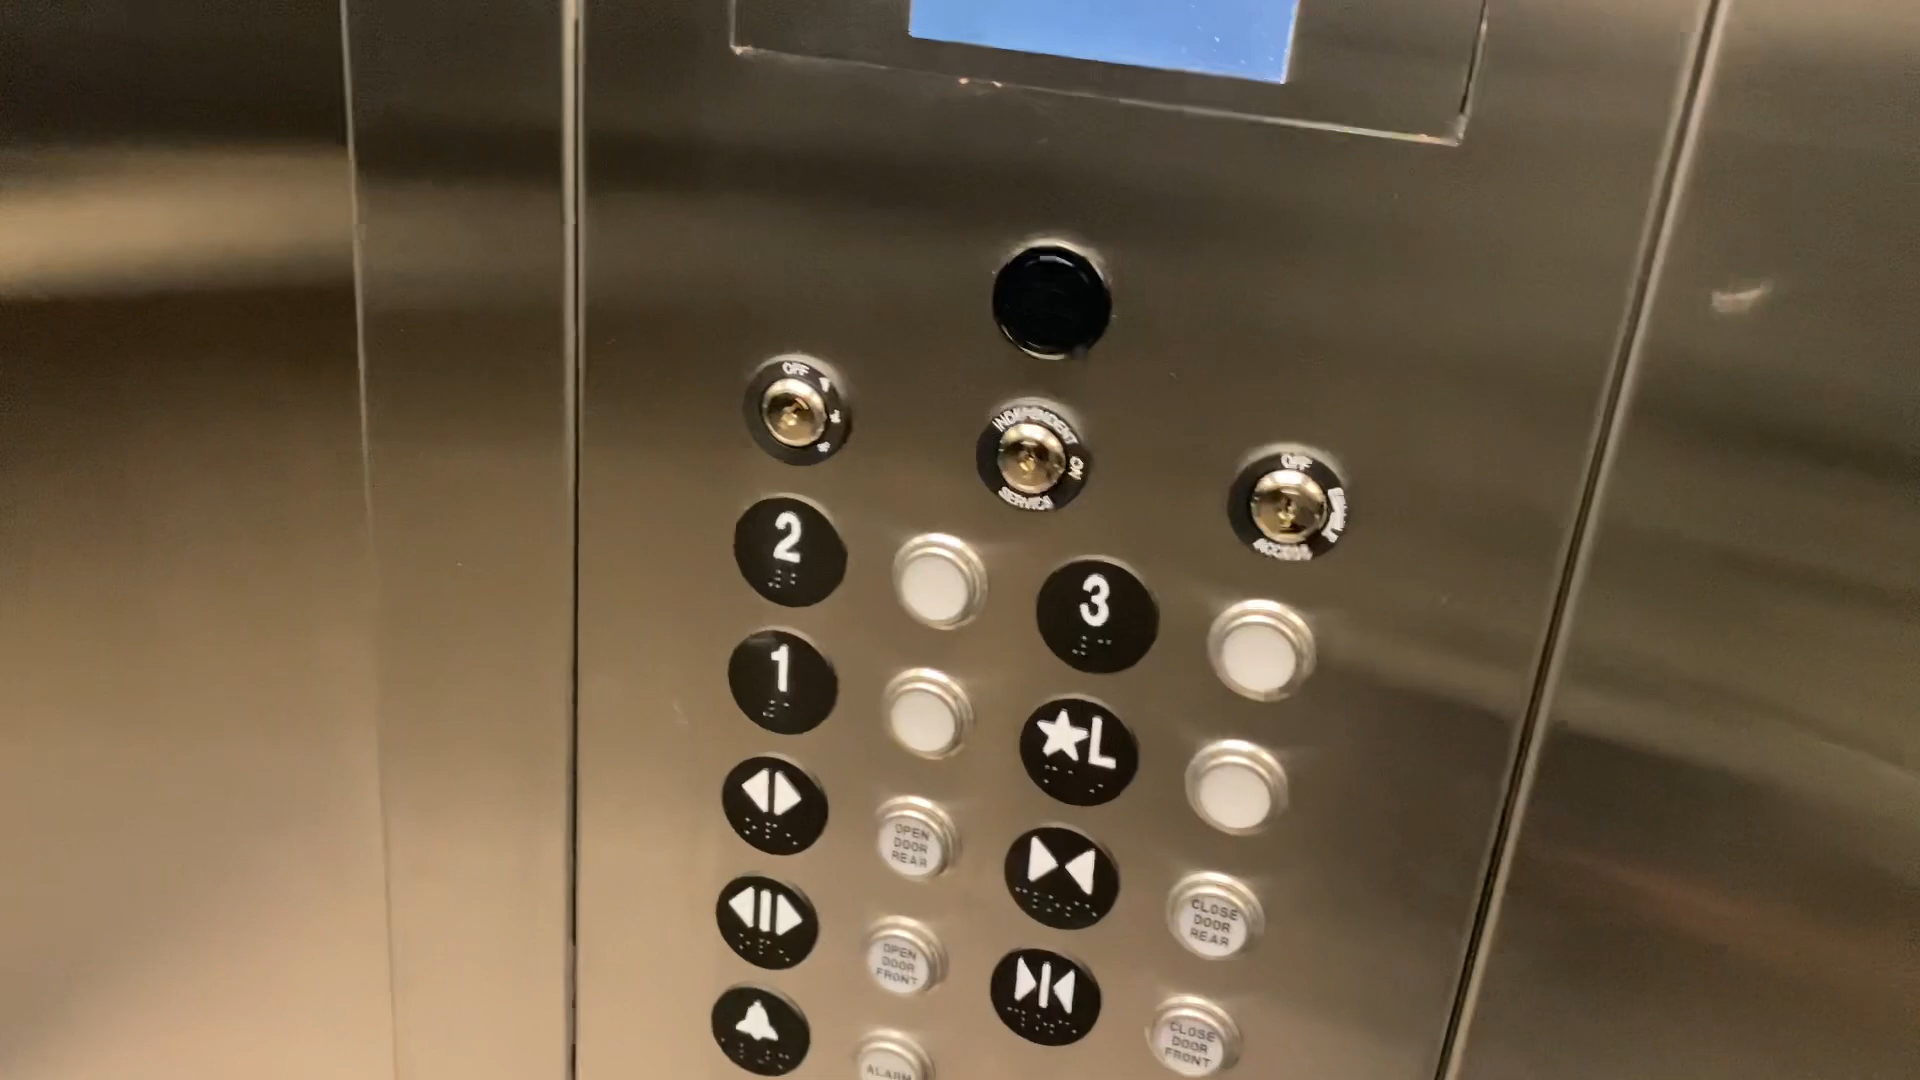 OFF
INDEPENDENT
ON
SERVICE
OFF
ENABLE
ACCESS
2
3
1
★L
OPEN
DOOR
REAR
CLOSE
DOOR
REAR
OPEN
DOOR
FRONT
CLOSE
DOOR
FRONT
ALARM